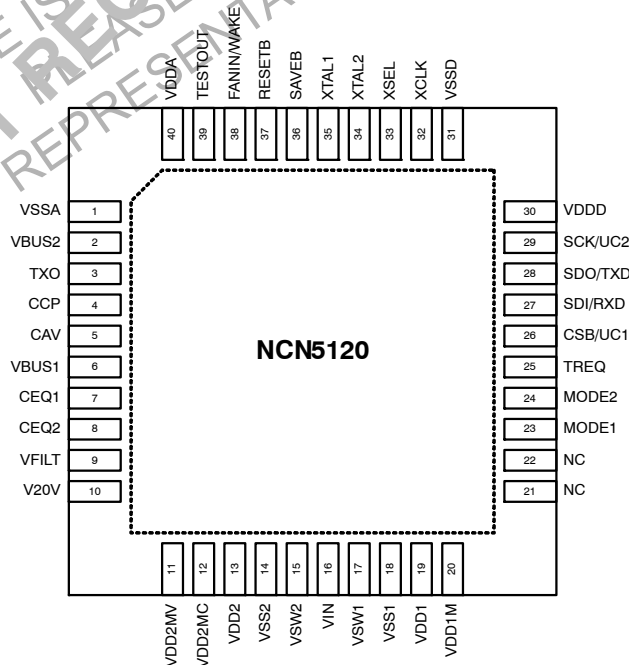 VDDA
TESTOUT
FANIN/WAKE
RESETB
SAVEB
XTAL1
XTAL2
XSEL
XCLK
VSSD
40
39
38
37
36
35
34
33
32
31
VSSA 1
VBUS2 2
TXO 3
CCP 4
CAV 5
VBUS1 6
CEQ1 7
CEQ2 8
VFILT 9
V20V 10
NCN5120
30 VDDD
29 SCK/UC2
28 SDO/TXD
27 SDI/RXD
26 CSB/UC1
25 TREQ
24 MODE2
23 MODE1
22 NC
21 NC
11
12
13
14
15
16
17
18
19
20
VDD2MV
VDD2MC
VDD2
VSS2
VSW2
VIN
VSW1
VSS1
VDD1
VDD1M